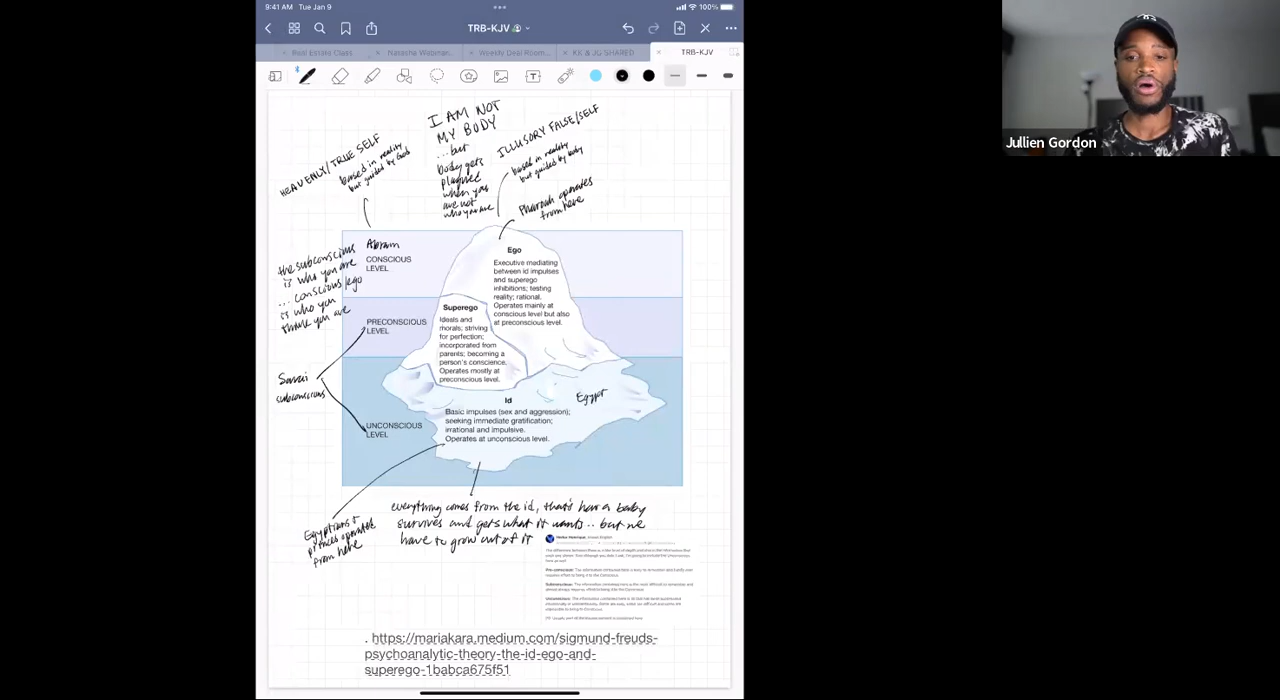 9:41 AM Tue Jan 9
100%
TRB-KJV
Real Estate Class
Natasha Webinar...
Weekly Deal Room...
KK & JG SHARED
TRB-KJV
Jullien Gordon
I AM NOT
MY BODY
...but
body gets
plagued
when you
are not
who you are
HEAVENLY/TRUE SELF
based in reality
but guided by God
ILLUSORY FALSE/SELF
based in reality
but guided by baby
Pharaoh operates
from here
the subconscious
is who you are
... conscious/ego
is who you
think you are
Abram
CONSCIOUS
LEVEL
Ego
Executive mediating
between id impulses
and superego
inhibitions; testing
reality; rational.
Operates mainly at
conscious level but also
at preconscious level.
PRECONSCIOUS
LEVEL
Superego
Ideals and
morals; striving
for perfection;
incorporated from
parents; becoming a
person's conscience.
Operates mostly at
preconscious level.
Sarai
subconscious
UNCONSCIOUS
LEVEL
Id
Basic impulses (sex and aggression);
seeking immediate gratification;
irrational and impulsive.
Operates at unconscious level.
Egypt
Egyptians &
princes operated
from here
everything comes from the id, that's how a baby
survives and gets what it wants.. but we
have to grow out of it
. https://mariakara.medium.com/sigmund-freuds-
psychoanalytic-theory-the-id-ego-and-
superego-1babca675f51